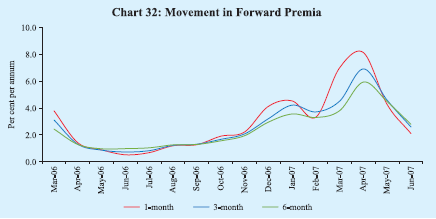 Chart 32: Movement in Forward Premia
Per cent per annum
10.0
8.0
6.0
4.0
2.0
0.0
Mar-06
Apr-06
May-06
Jun-06
Jul-06
Aug-06
Sep-06
Oct-06
Nov-06
Dec-06
Jan-07
Feb-07
Mar-07
Apr-07
May-07
Jun-07
1-month 3-month 6-month